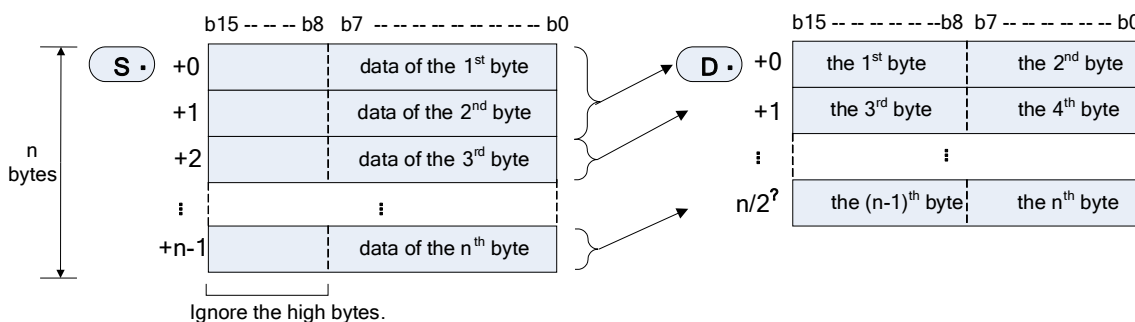 b15 -- -- -- b8 b7 -- -- -- -- -- -- -- b0
b15 -- -- -- -- --b8 b7 -- -- -- -- -- b0
S · +0 data of the 1st byte
D · +0 the 1st byte the 2nd byte
+1 data of the 2nd byte
+1 the 3rd byte the 4th byte
n bytes
+2 data of the 3rd byte
n/2? the (n-1)th byte the nth byte
+n-1 data of the nth byte
Ignore the high bytes.